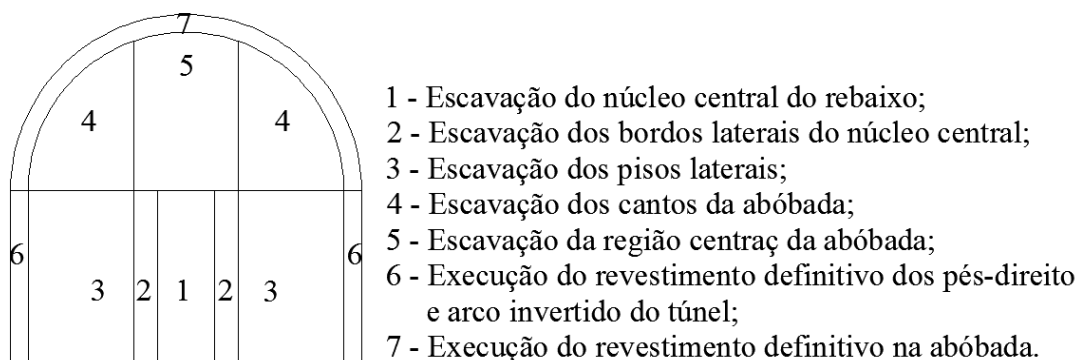 7
5
4 4
6 6
3 2 1 2 3
1 - Escavação do núcleo central do rebaixo;
2 - Escavação dos bordos laterais do núcleo central;
3 - Escavação dos pisos laterais;
4 - Escavação dos cantos da abóbada;
5 - Escavação da região centraç da abóbada;
6 - Execução do revestimento definitivo dos pés-direito
e arco invertido do túnel;
7 - Execução do revestimento definitivo na abóbada.